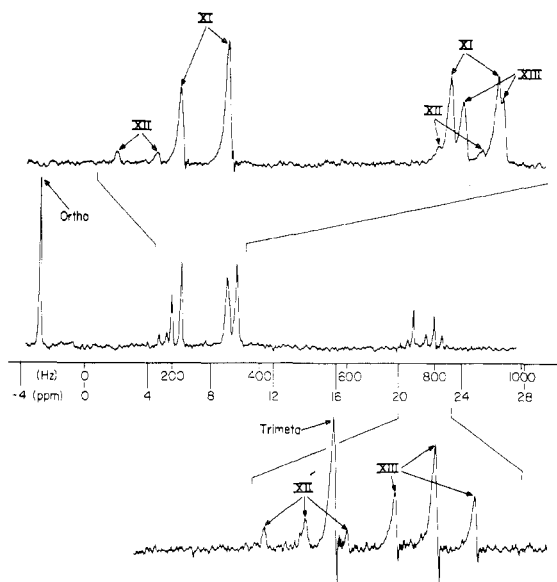 XI
XI
XIII
XII
XII
Ortho
(Hz) 0 200 400 600 800 1000
-4 (ppm) 0 4 8 12 16 20 24 28
Trimeta
XIII
XII